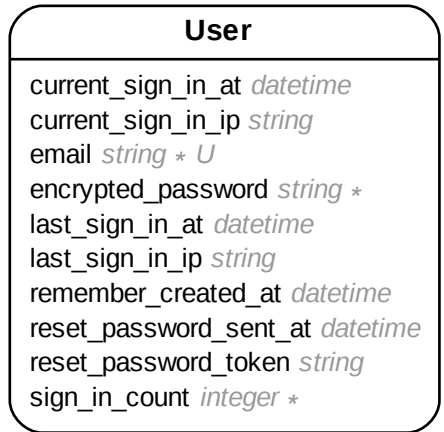 User
current_sign_in_at datetime
current_sign_in_ip string
email string * U
encrypted_password string *
last_sign_in_at datetime
last_sign_in_ip string
remember_created_at datetime
reset_password_sent_at datetime
reset_password_token string
sign_in_count integer *